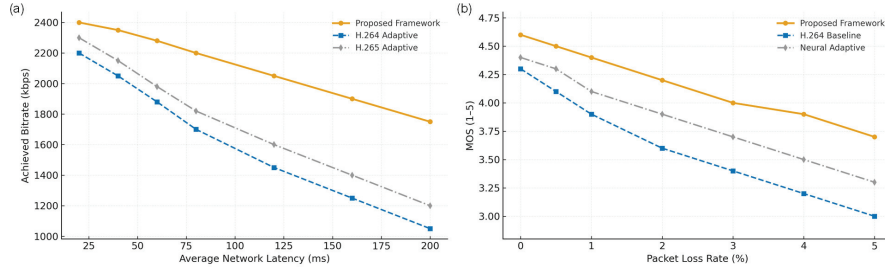 (a)
Achieved Bitrate (kbps)
2400
2200
2000
1800
1600
1400
1200
1000
25
50
75
100
125
150
175
200
Average Network Latency (ms)
Proposed Framework
H.264 Adaptive
H.265 Adaptive
(b)
MOS (1–5)
4.75
4.50
4.25
4.00
3.75
3.50
3.25
3.00
0
1
2
3
4
5
Packet Loss Rate (%)
Proposed Framework
H.264 Baseline
Neural Adaptive